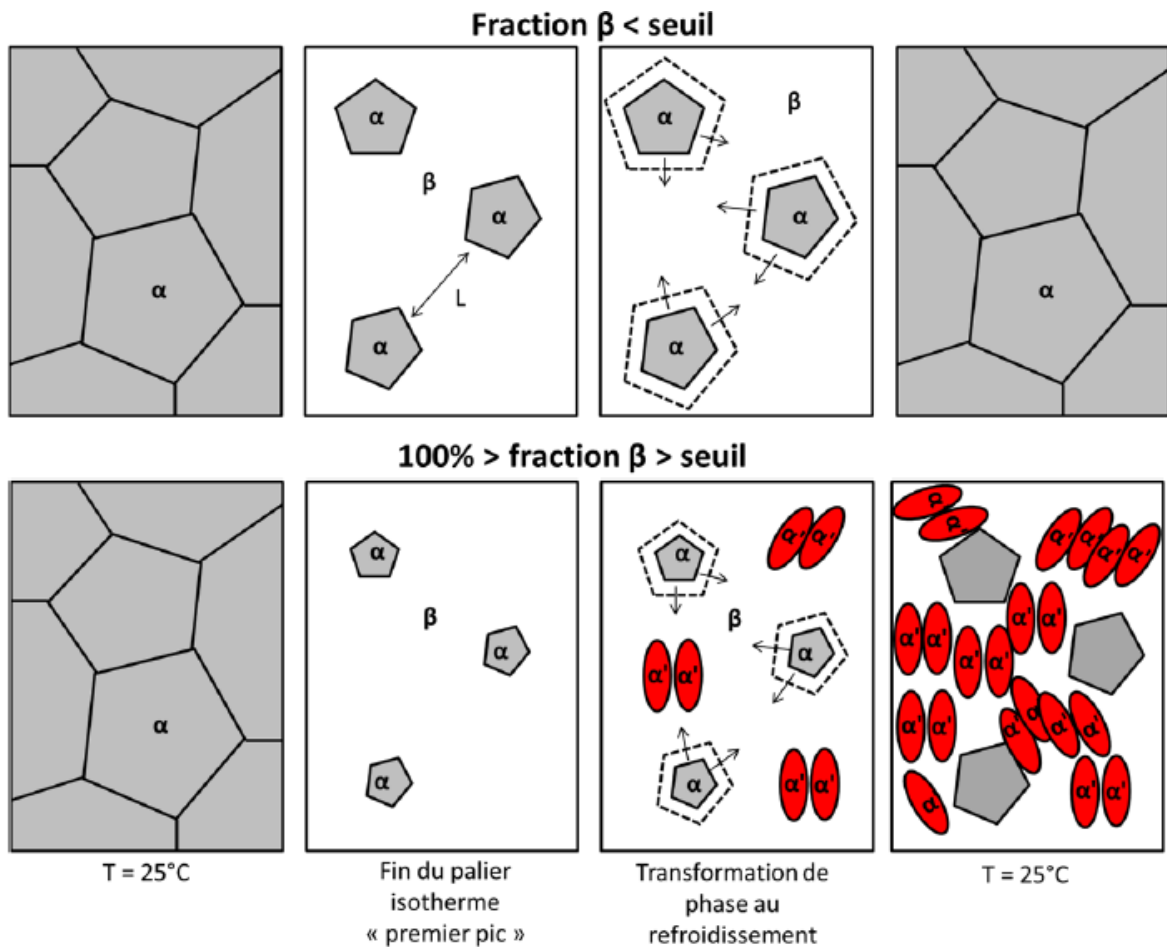 Fraction β < seuil
α
α
β
α
L
α
β
α
α
α
α
100% > fraction β > seuil
α
α
β
α
α
α
α' α'
β
α
α' α'
α
α' α'
α
α
α' α' α' α'
α' α'
α' α'
α' α'
α' α α' α'
α' α'
α' α'
α
T = 25°C
Fin du palier
isotherme
« premier pic »
Transformation de
phase au
refroidissement
T = 25°C